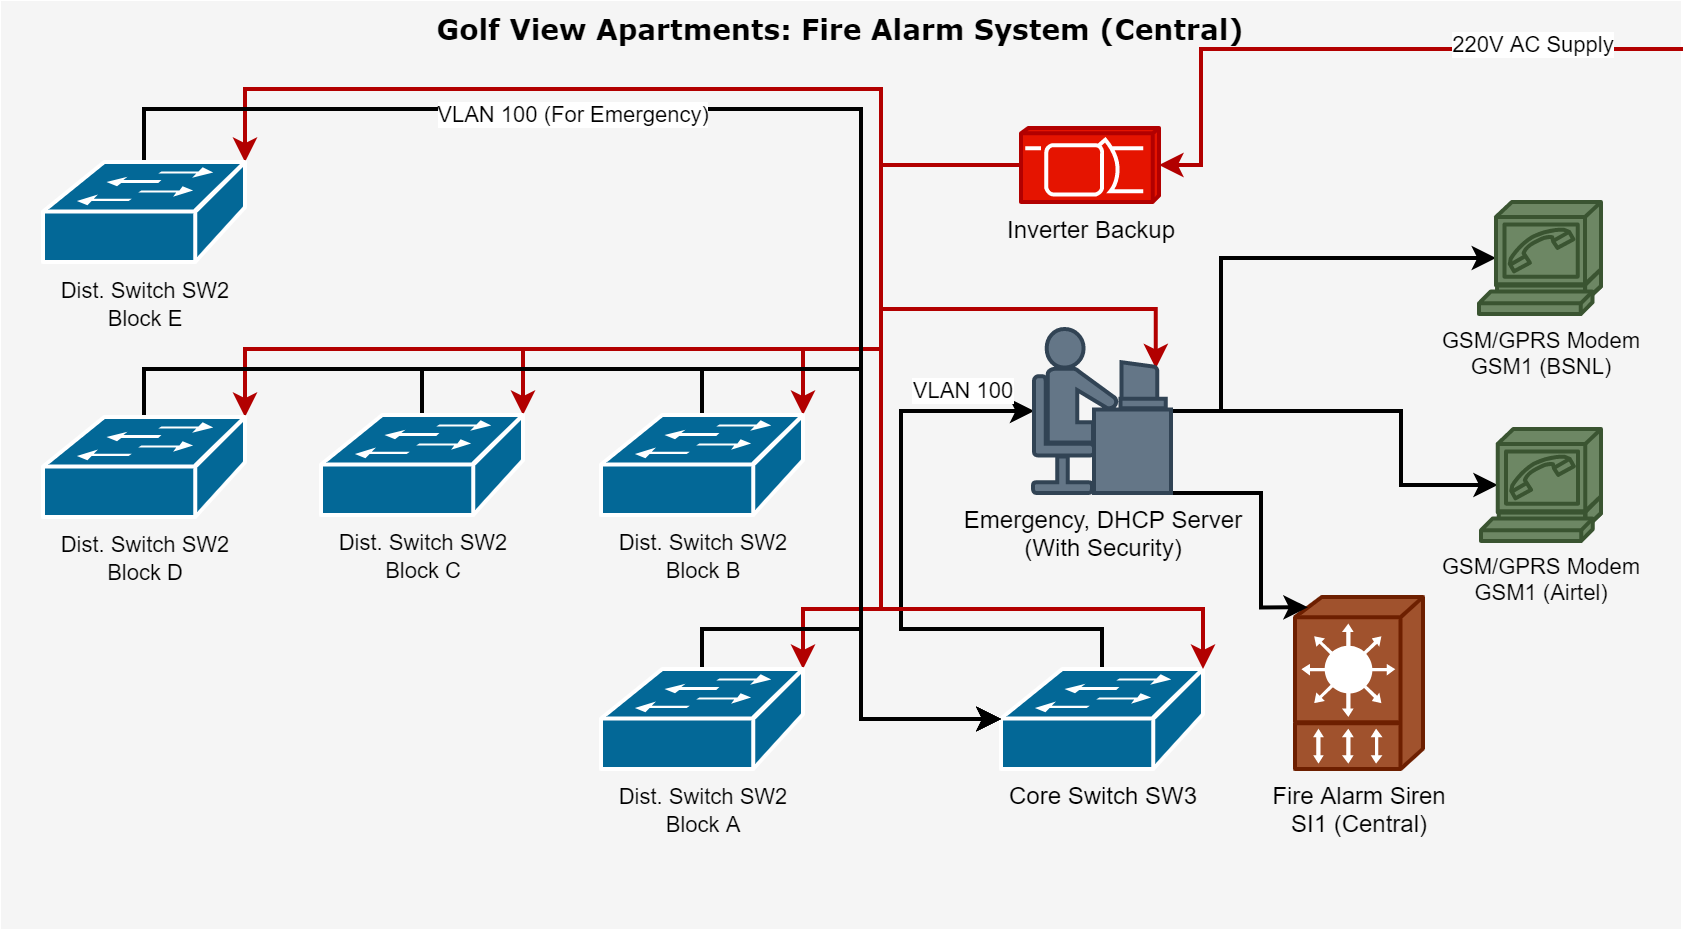 Golf View Apartments: Fire Alarm System (Central)
220V AC Supply
VLAN 100 (For Emergency)
Inverter Backup
Dist. Switch SW2
Block E
GSM/GPRS Modem
GSM1 (BSNL)
VLAN 100
Emergency, DHCP Server
(With Security)
Dist. Switch SW2
Block D
Dist. Switch SW2
Block C
Dist. Switch SW2
Block B
GSM/GPRS Modem
GSM1 (Airtel)
Dist. Switch SW2
Block A
Core Switch SW3
Fire Alarm Siren
SI1 (Central)